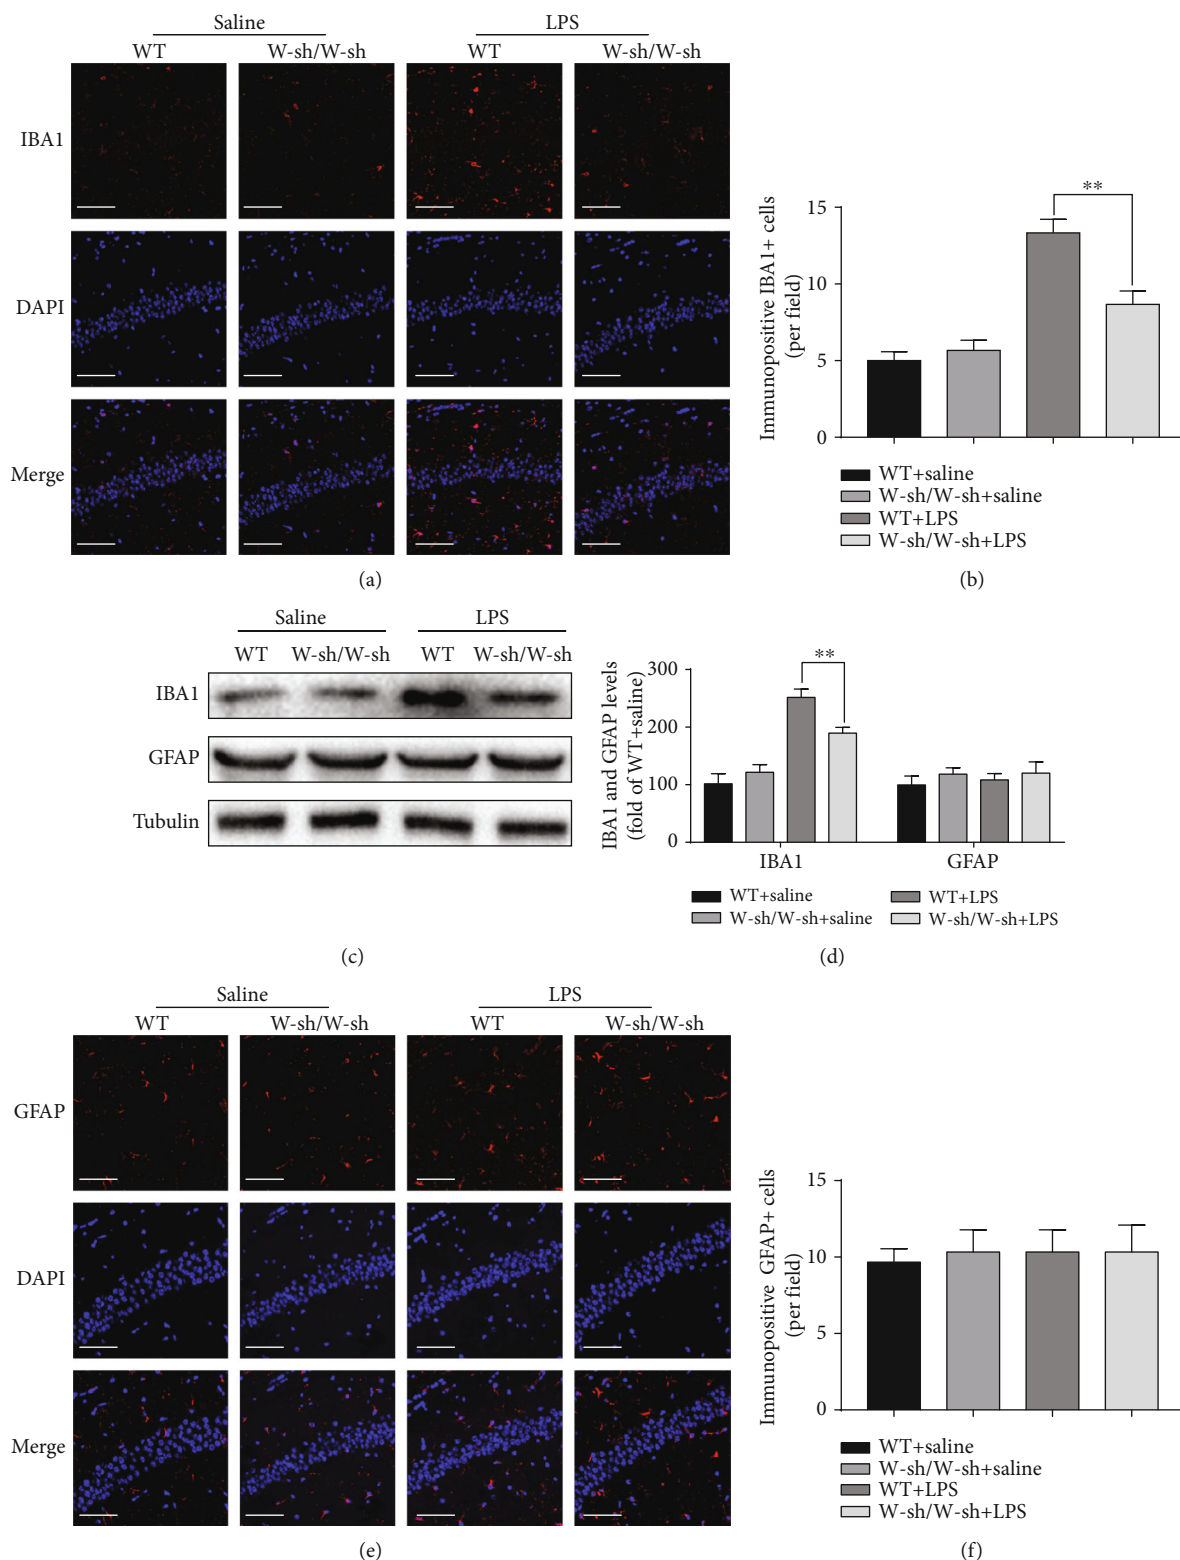 Saline LPS
WT W-sh/W-sh WT W-sh/W-sh
IBA1
DAPI
Merge
(a)
Immunopositive IBA1+ cells
(per field)
15
10
5
0
**
WT+saline
W-sh/W-sh+saline
WT+LPS
W-sh/W-sh+LPS
(b)
Saline LPS
WT W-sh/W-sh WT W-sh/W-sh
IBA1
GFAP
Tubulin
(c)
IBA1 and GFAP levels
(fold of WT+saline)
300
200
100
0
**
IBA1 GFAP
WT+saline WT+LPS
W-sh/W-sh+saline W-sh/W-sh+LPS
(d)
Saline LPS
WT W-sh/W-sh WT W-sh/W-sh
GFAP
DAPI
Merge
(e)
Immunopositive GFAP+ cells
(per field)
15
10
5
0
WT+saline
W-sh/W-sh+saline
WT+LPS
W-sh/W-sh+LPS
(f)